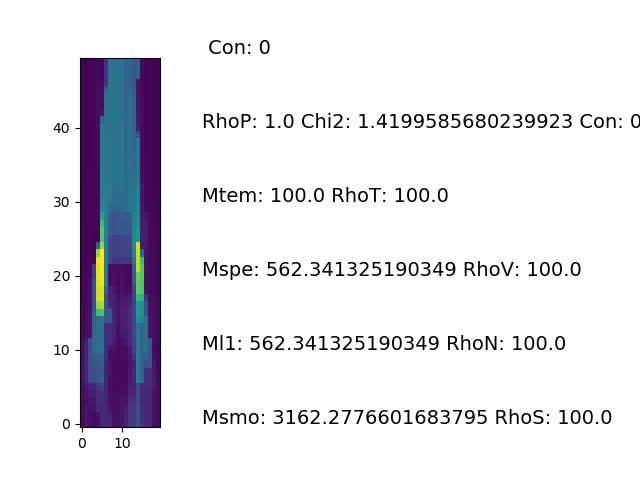 Con: 0
RhoP: 1.0 Chi2: 1.4199585680239923 Con: 0
Mtem: 100.0 RhoT: 100.0
Mspe: 562.341325190349 RhoV: 100.0
Ml1: 562.341325190349 RhoN: 100.0
Msmo: 3162.2776601683795 RhoS: 100.0
40
30
20
10
0
0 10